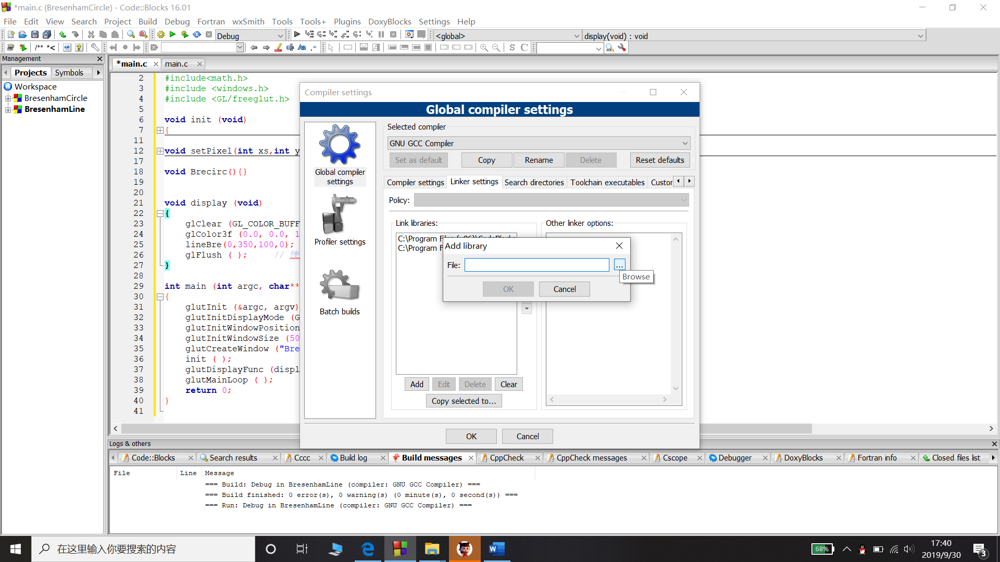 *main.c (BresenhamCircle) - Code::Blocks 16.01
File Edit View Search Project Build Debug Fortran wxSmith Tools Tools+ Plugins DoxyBlocks Settings Help
Debug
<global>
display(void) : void
/** *<
Management
Projects Symbols
Workspace
BresenhamCircle
BresenhamLine
*main.c main.c
2 #include<math.h>
3 #include <windows.h>
4 #include <GL/freeglut.h>
5
6 void init (void)
7 {
11
12 void setPixel(int xs,int y
17
18 void Brecirc(){}
19
20
21 void display (void)
22 {
23 glClear (GL_COLOR_BUFF
24 glColor3f (0.0, 0.0, 1
25 lineBre(0,350,100,0);
26 glFlush ( ); // 使
27 }
28
29 int main (int argc, char**
30 {
31 glutInit (&argc, argv)
32 glutInitDisplayMode (G
33 glutInitWindowPosition
34 glutInitWindowSize (50
35 glutCreateWindow ("Bre
36 init ( );
37 glutDisplayFunc (displ
38 glutMainLoop ( );
39 return 0;
40 }
41
Compiler settings
Global compiler settings
Global compiler
settings
Profiler settings
Batch builds
Selected compiler
GNU GCC Compiler
Set as default Copy Rename Delete Reset defaults
Compiler settings Linker settings Search directories Toolchain executables Custor
Policy:
Link libraries:
Other linker options:
C:\Program Files (x86)\CodeBlocks
C:\Program F
Add library
File:
...
Browse
OK Cancel
Add Edit Delete Clear
Copy selected to...
OK Cancel
Logs & others
Code::Blocks Search results Cccc Build log Build messages CppCheck CppCheck messages Cscope Debugger DoxyBlocks Fortran info Closed files list
File Line Message
=== Build: Debug in BresenhamLine (compiler: GNU GCC Compiler) ===
=== Build finished: 0 error(s), 0 warning(s) (0 minute(s), 0 second(s)) ===
=== Run: Debug in BresenhamLine (compiler: GNU GCC Compiler) ===
在这里输入你要搜索的内容
68%
17:40
2019/9/30
3